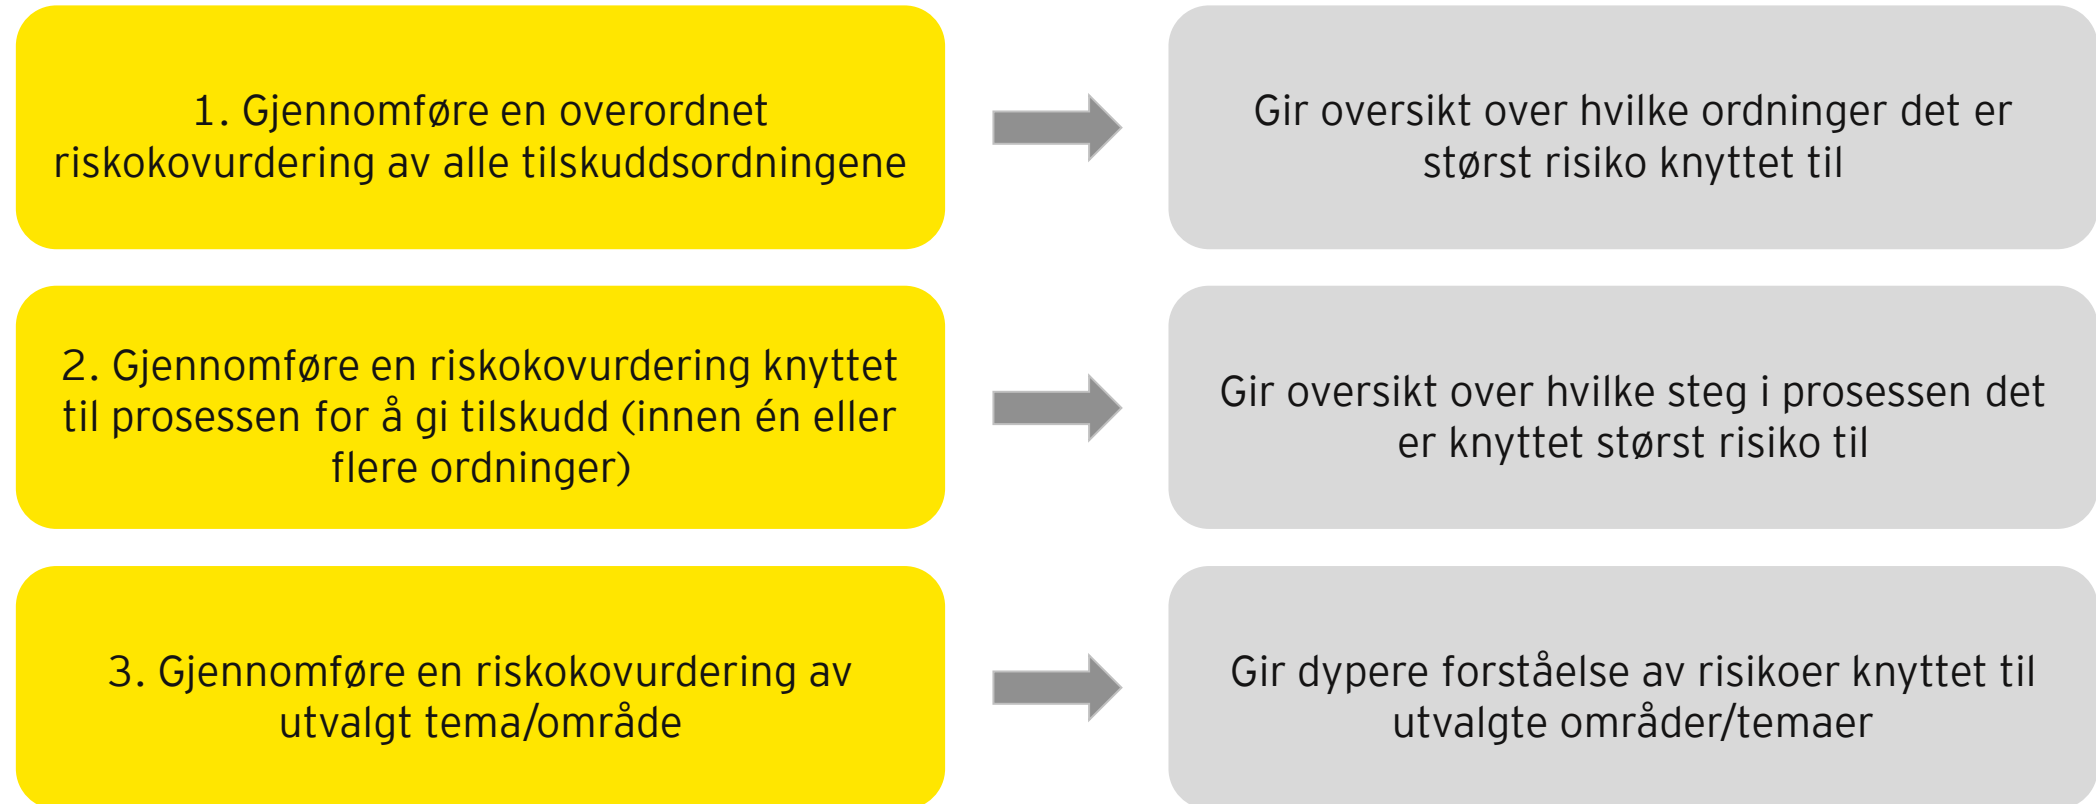 1. Gjennomføre en overordnet
riskokovurdering av alle tilskuddsordningene
Gir oversikt over hvilke ordninger det er
størst risiko knyttet til
2. Gjennomføre en riskokovurdering knyttet
til prosessen for å gi tilskudd (innen én eller
flere ordninger)
Gir oversikt over hvilke steg i prosessen det
er knyttet størst risiko til
3. Gjennomføre en riskokovurdering av
utvalgt tema/område
Gir dypere forståelse av risikoer knyttet til
utvalgte områder/temaer